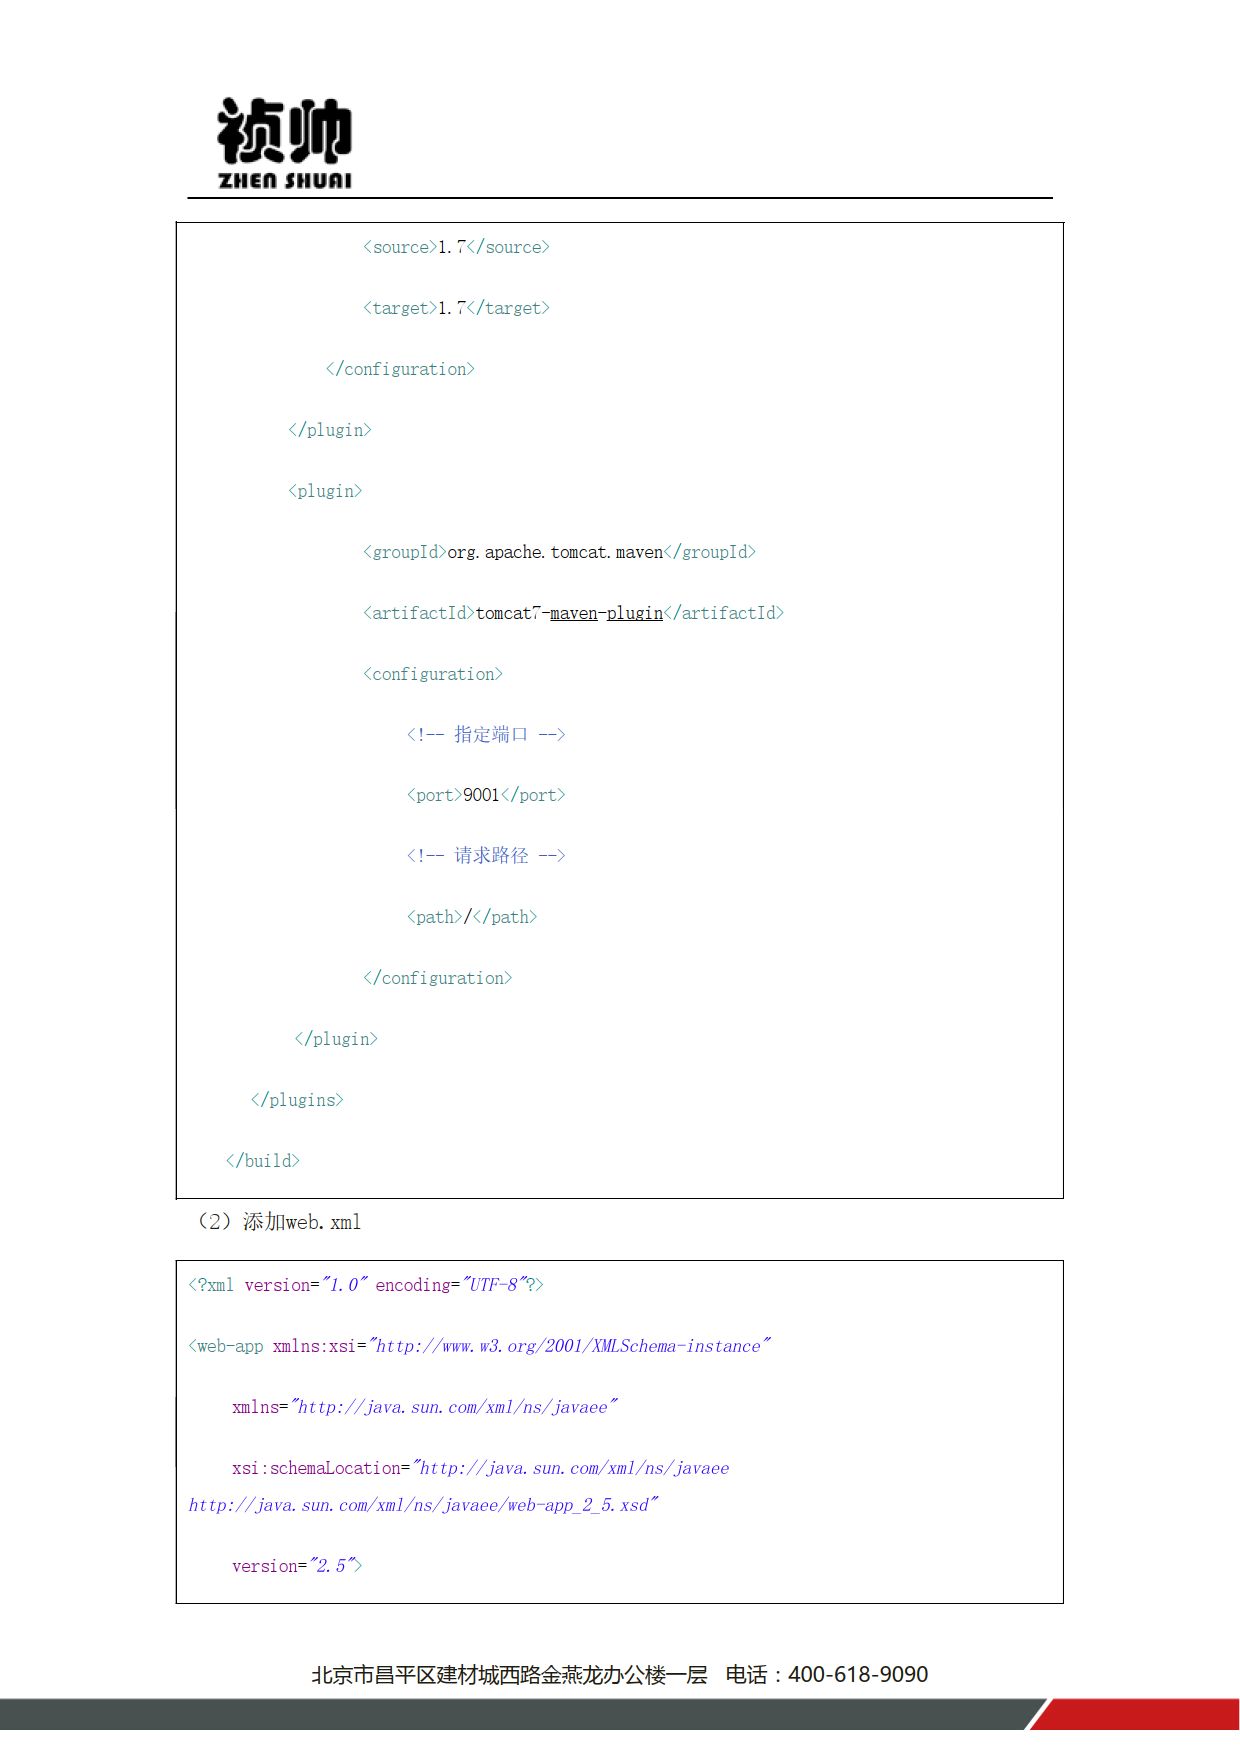 祯帅
ZHEN SHUAI
<source>1.7</source>
<target>1.7</target>
</configuration>
</plugin>
<plugin>
<groupId>org.apache.tomcat.maven</groupId>
<artifactId>tomcat7-maven-plugin</artifactId>
<configuration>
<!-- 指定端口 -->
<port>9001</port>
<!-- 请求路径 -->
<path>/</path>
</configuration>
</plugin>
</plugins>
</build>
（2）添加web.xml
<?xml version="1.0" encoding="UTF-8"?>
<web-app xmlns:xsi="http://www.w3.org/2001/XMLSchema-instance"
xmlns="http://java.sun.com/xml/ns/javaee"
xsi:schemaLocation="http://java.sun.com/xml/ns/javaee
http://java.sun.com/xml/ns/javaee/web-app_2_5.xsd"
version="2.5">
北京市昌平区建材城西路金燕龙办公楼一层 电话：400-618-9090